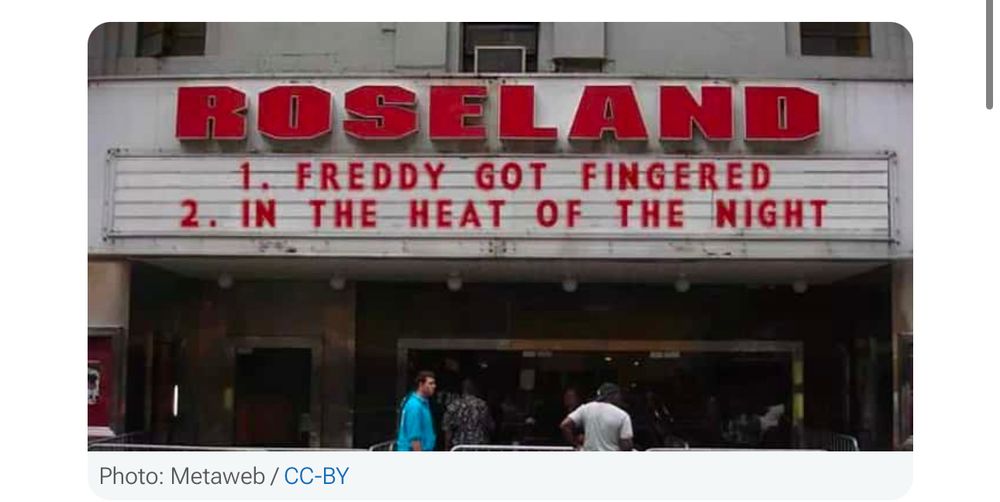 ROSELAND
1. FREDDY GOT FINGERED
2. IN THE HEAT OF THE NIGHT
Photo: Metaweb / CC-BY